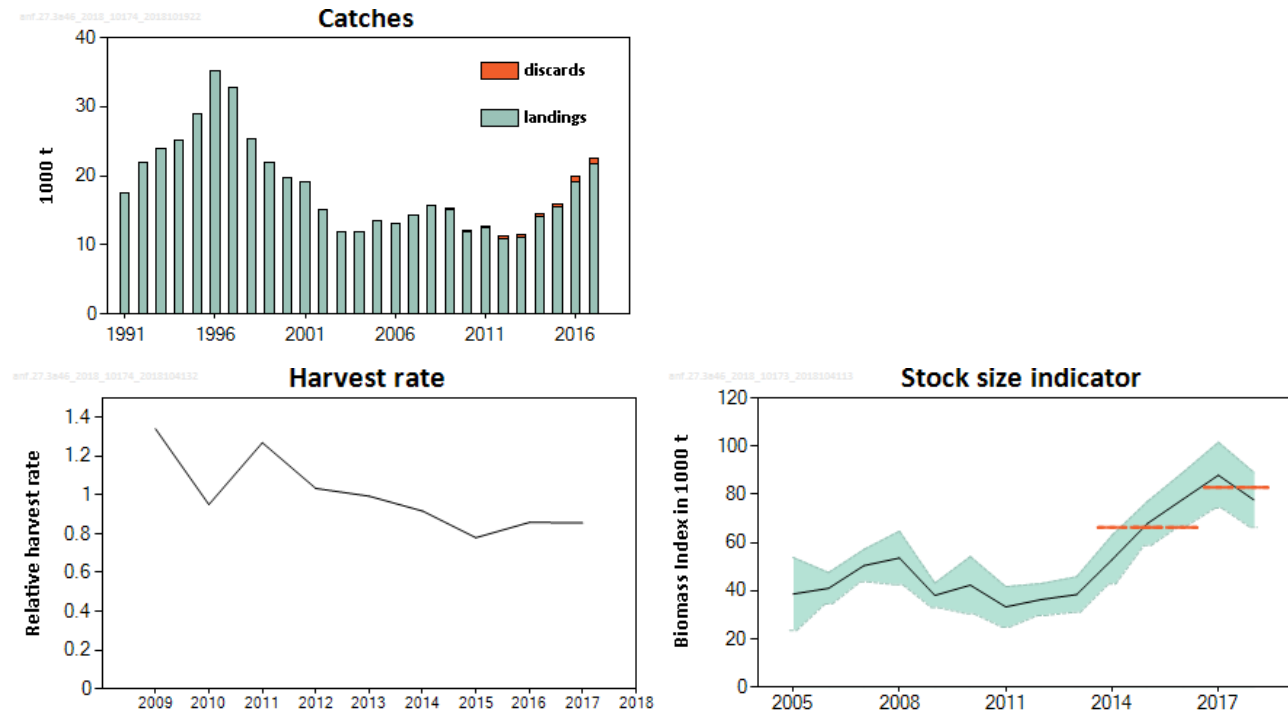 anf.27.3a46_2018_10174_2018101922
Catches
40
30
20
10
0
1000 t
discards
landings
1991 1996 2001 2006 2011 2016
anf.27.3a46_2018_10174_2018104132
Harvest rate
1.4
1.2
1
0.8
0.6
0.4
0.2
0
Relative harvest rate
2009 2010 2011 2012 2013 2014 2015 2016 2017 2018
anf.27.3a46_2018_10173_2018104113
Stock size indicator
120
100
80
60
40
20
0
Biomass Index in 1000 t
2005 2008 2011 2014 2017